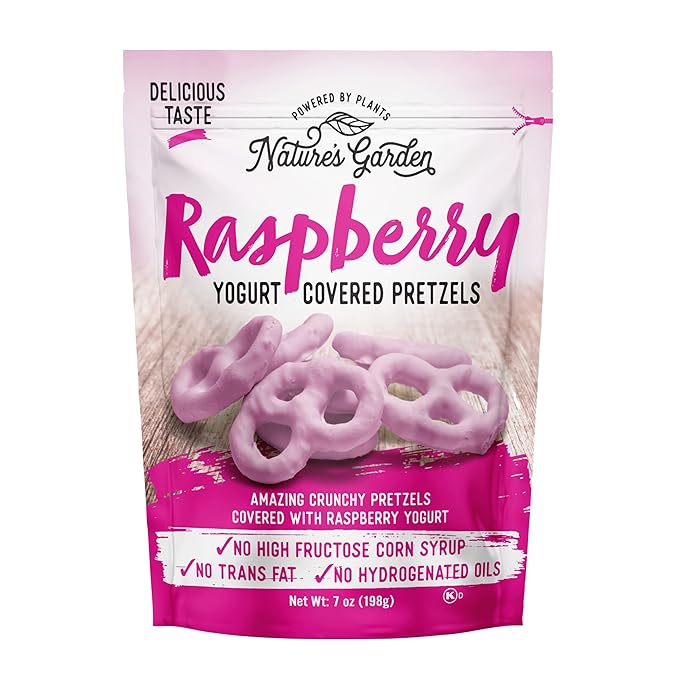 DELICIOUS
TASTE
POWERED BY PLANTS
Nature's Garden
Raspberry
YOGURT COVERED PRETZELS
AMAZING CRUNCHY PRETZELS
COVERED WITH RASPBERRY YOGURT
✓NO HIGH FRUCTOSE CORN SYRUP
✓NO TRANS FAT ✓NO HYDROGENATED OILS
Net Wt: 7 oz (198g)
K D